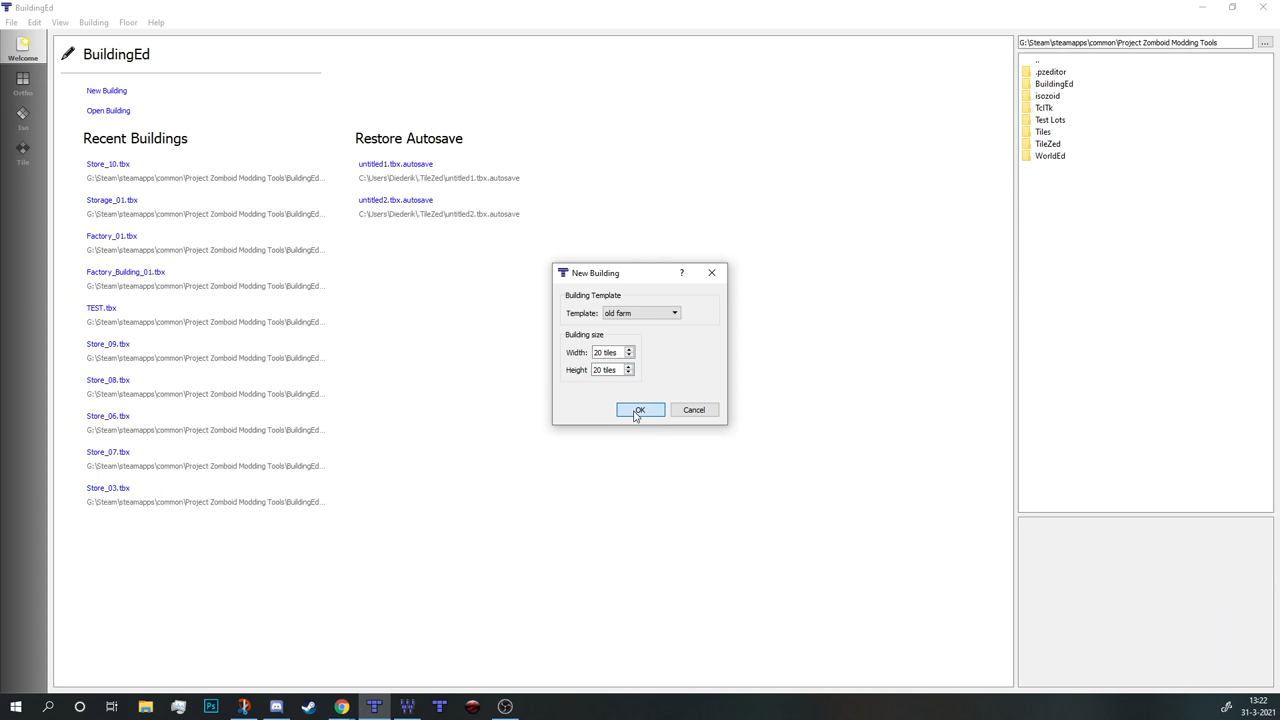 BuildingEd
File Edit View Building Floor Help
Welcome
Ortho
Iso
Tile
BuildingEd
New Building
Open Building
Recent Buildings
Store_10.tbx
G:\Steam\steamapps\common\Project Zomboid Modding Tools\BuildingEd...
Storage_01.tbx
G:\Steam\steamapps\common\Project Zomboid Modding Tools\BuildingEd...
Factory_01.tbx
G:\Steam\steamapps\common\Project Zomboid Modding Tools\BuildingEd...
Factory_Building_01.tbx
G:\Steam\steamapps\common\Project Zomboid Modding Tools\BuildingEd...
TEST.tbx
G:\Steam\steamapps\common\Project Zomboid Modding Tools\BuildingEd...
Store_09.tbx
G:\Steam\steamapps\common\Project Zomboid Modding Tools\BuildingEd...
Store_08.tbx
G:\Steam\steamapps\common\Project Zomboid Modding Tools\BuildingEd...
Store_06.tbx
G:\Steam\steamapps\common\Project Zomboid Modding Tools\BuildingEd...
Store_07.tbx
G:\Steam\steamapps\common\Project Zomboid Modding Tools\BuildingEd...
Store_03.tbx
G:\Steam\steamapps\common\Project Zomboid Modding Tools\BuildingEd...
Restore Autosave
untitled1.tbx.autosave
C:\Users\Diederik\.TileZed\untitled1.tbx.autosave
untitled2.tbx.autosave
C:\Users\Diederik\.TileZed\untitled2.tbx.autosave
New Building
?
Building Template
Template: old farm
Building size
Width: 20 tiles
Height 20 tiles
OK Cancel
G:\Steam\steamapps\common\Project Zomboid Modding Tools ...
..
.pzeditor
BuildingEd
isozoid
TclTk
Test Lots
Tiles
TileZed
WorldEd
Ps
13:22
31-3-2021